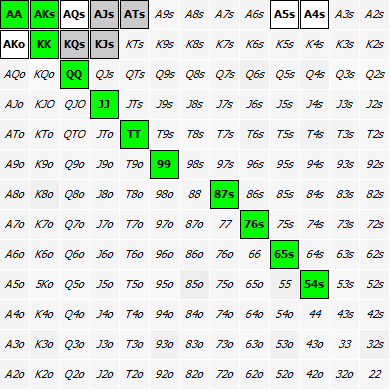 AA AKs AQs AJs ATs A9s A8s A7s A6s A5s A4s A3s A2s
AKo KK KQs KJs KTs K9s K8s K7s K6s K5s K4s K3s K2s
AQo KQo QQ QJs QTs Q9s Q8s Q7s Q6s Q5s Q4s Q3s Q2s
AJo KJO QJO JJ JTs J9s J8s J7s J6s J5s J4s J3s J2s
ATo KTo QTO JTo TT T9s T8s T7s T6s T5s T4s T3s T2s
A9o K9o Q9o J9o T9o 99 98s 97s 96s 95s 94s 93s 92s
A8o K8o Q8o J8o T8o 98o 88 87s 86s 85s 84s 83s 82s
A7o K7o Q7o J7o T7o 97o 87o 77 76s 75s 74s 73s 72s
A6o K6o Q6o J6o T6o 96o 86o 76o 66 65s 64s 63s 62s
A5o 5Ko Q5o J5o T5o 95o 85o 75o 65o 55 54s 53s 52s
A4o K4o Q4o J4o T4o 94o 84o 74o 64o 54o 44 43s 42s
A3o K3o Q3o J3o T3o 93o 83o 73o 63o 53o 43o 33 32s
A2o K2o Q2o J2o T2o 92o 82o 72o 62o 52o 42o 32o 22